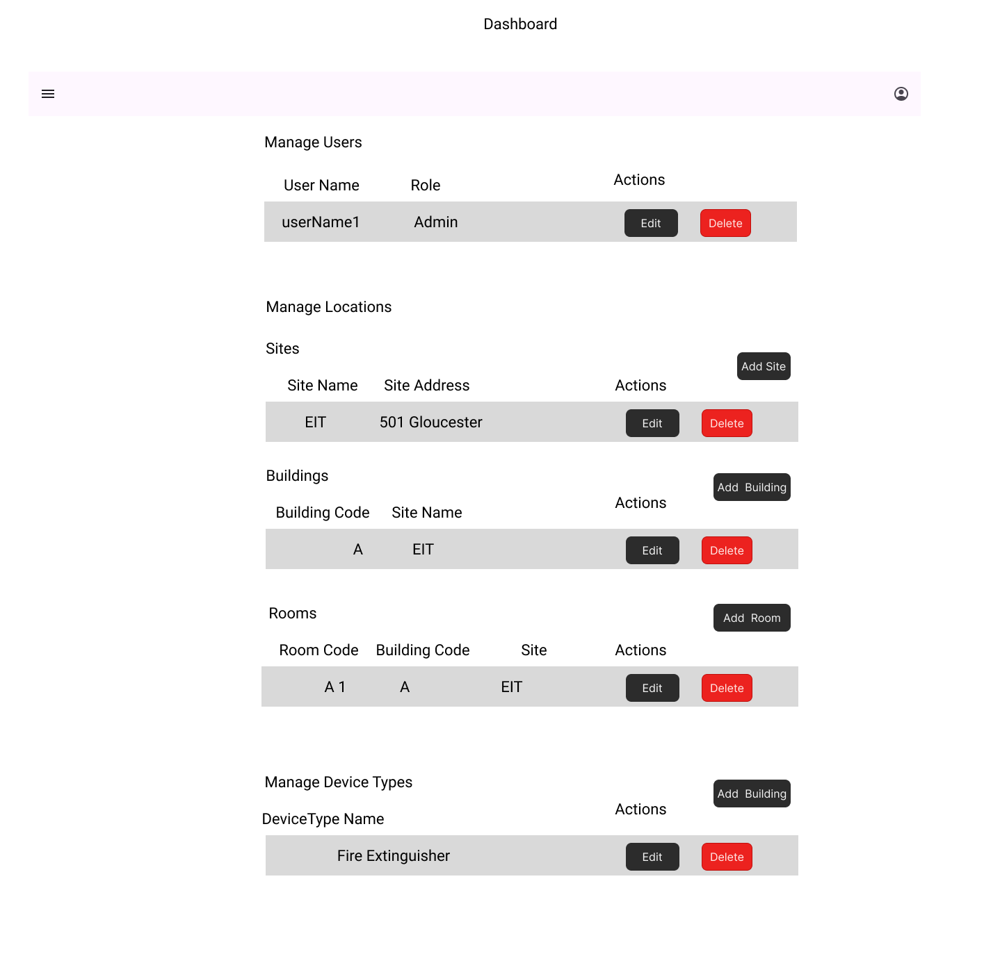 Dashboard
Manage Users
User Name Role Actions
userName1 Admin Edit Delete
Manage Locations
Sites
Add Site
Site Name Site Address Actions
EIT 501 Gloucester Edit Delete
Buildings
Add Building
Building Code Site Name Actions
A EIT Edit Delete
Rooms
Add Room
Room Code Building Code Site Actions
A 1 A EIT Edit Delete
Manage Device Types
Add Building
DeviceType Name Actions
Fire Extinguisher Edit Delete